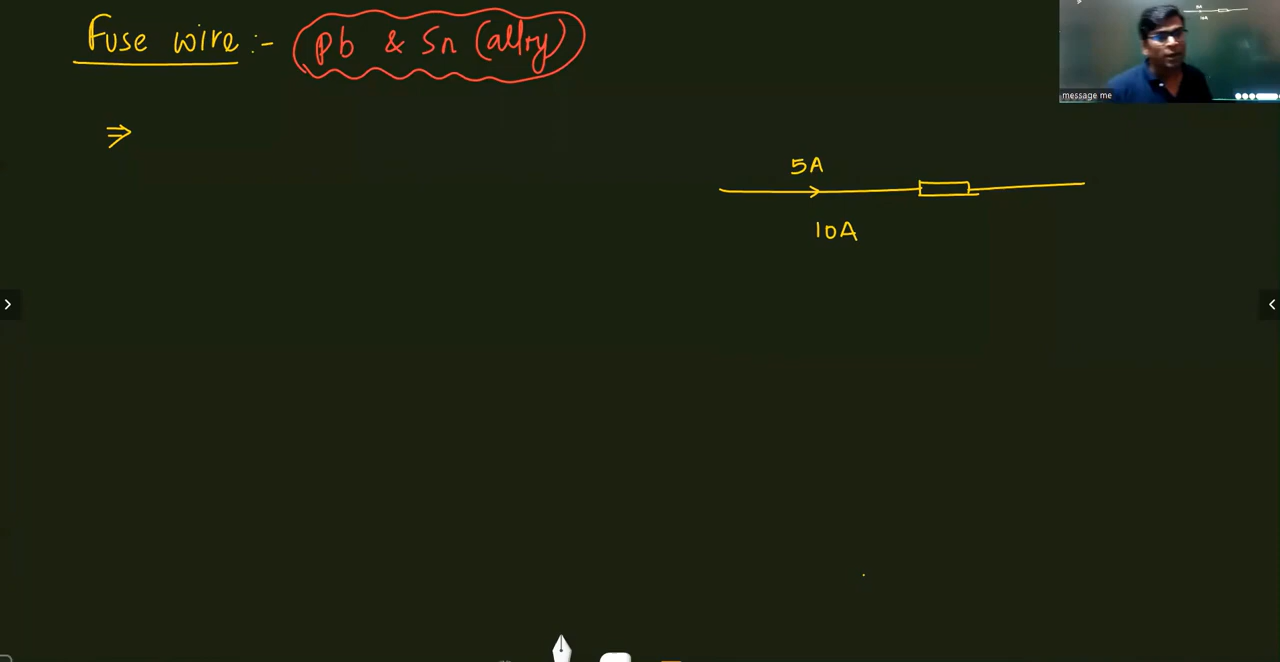 Fuse wire :- (Pb & Sn (alloy)
⇒
5A
10A
message me